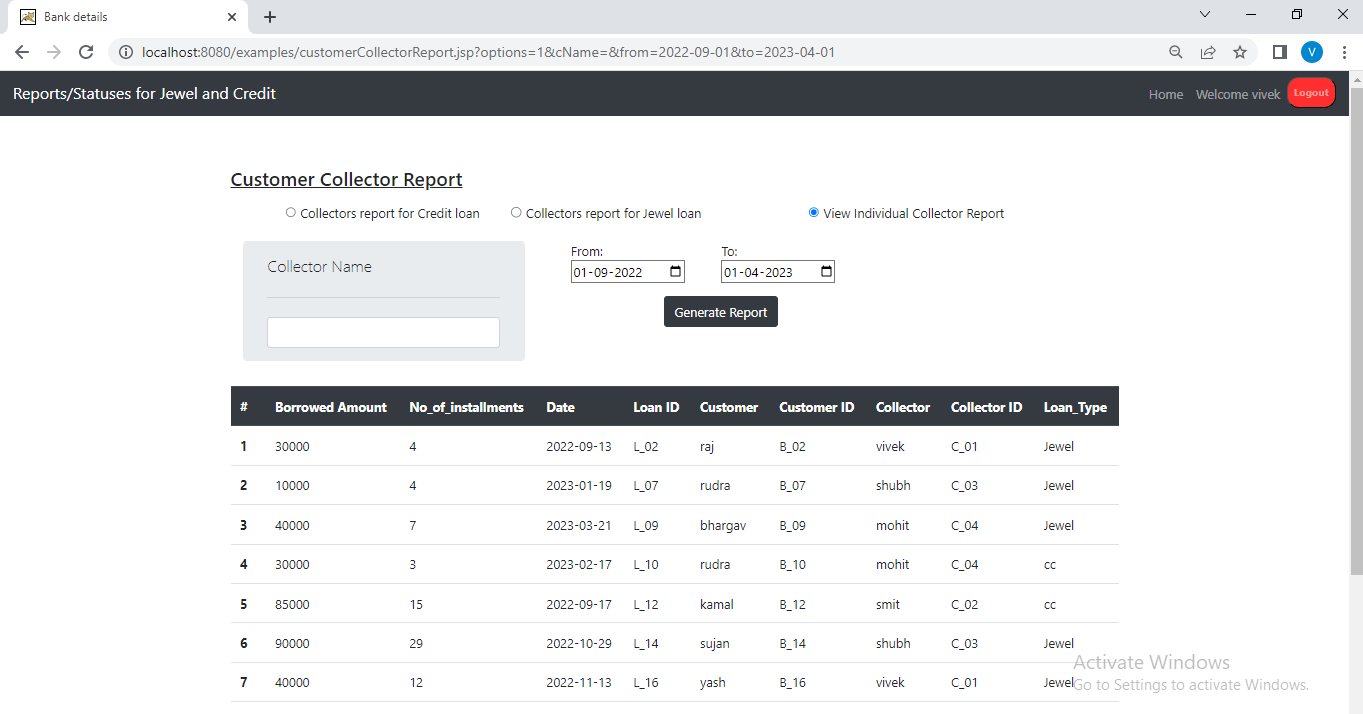 Bank details
localhost:8080/examples/customerCollectorReport.jsp?options=1&cName=&from=2022-09-01&to=2023-04-01
V
Reports/Statuses for Jewel and Credit Home Welcome vivek Logout
Customer Collector Report
Collectors report for Credit loan Collectors report for Jewel loan View Individual Collector Report
Collector Name
From: To:
01-09-2022 01-04-2023
Generate Report
# Borrowed Amount No_of_installments Date Loan ID Customer Customer ID Collector Collector ID Loan_Type
1 30000 4 2022-09-13 L_02 raj B_02 vivek C_01 Jewel
2 10000 4 2023-01-19 L_07 rudra B_07 shubh C_03 Jewel
3 40000 7 2023-03-21 L_09 bhargav B_09 mohit C_04 Jewel
4 30000 3 2023-02-17 L_10 rudra B_10 mohit C_04 cc
5 85000 15 2022-09-17 L_12 kamal B_12 smit C_02 cc
6 90000 29 2022-10-29 L_14 sujan B_14 shubh C_03 Jewel
7 40000 12 2022-11-13 L_16 yash B_16 vivek C_01 Jewel
Activate Windows
Go to Settings to activate Windows.